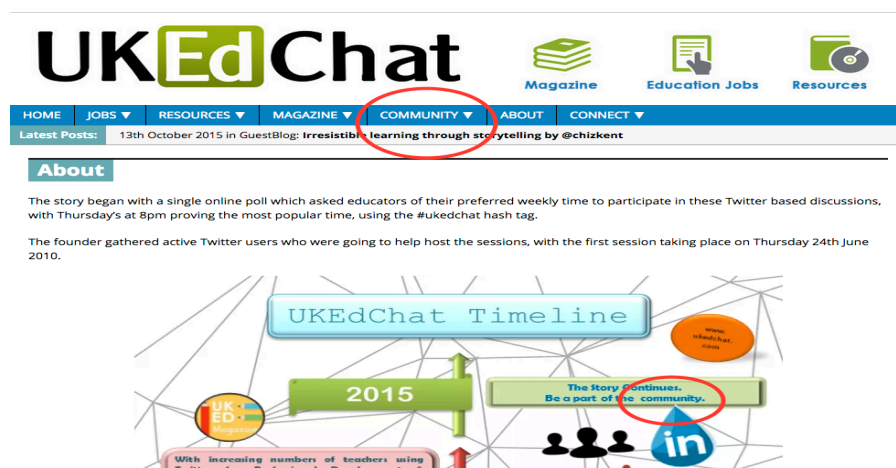 UKEdChat
Magazine
Education Jobs
Resources
HOME JOBS ▼ RESOURCES ▼ MAGAZINE ▼ COMMUNITY ▼ ABOUT CONNECT ▼
Latest Posts: 13th October 2015 in GuestBlog: Irresistible learning through storytelling by @chizkent
About
The story began with a single online poll which asked educators of their preferred weekly time to participate in these Twitter based discussions,
with Thursday's at 8pm proving the most popular time, using the #ukedchat hash tag.
The founder gathered active Twitter users who were going to help host the sessions, with the first session taking place on Thursday 24th June
2010.
UKEdChat Timeline
www.
ukedchat.
com
2015
The Story Continues.
Be a part of the community.
UK
ED
Magazine
in
With increasing numbers of teachers using